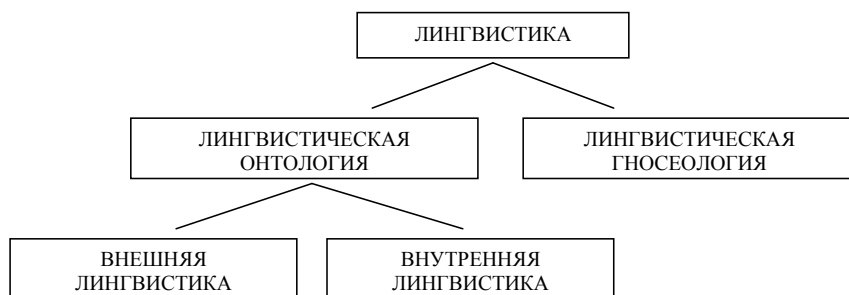 ЛИНГВИСТИКА
ЛИНГВИСТИЧЕСКАЯ
ОНТОЛОГИЯ
ЛИНГВИСТИЧЕСКАЯ
ГНОСЕОЛОГИЯ
ВНЕШНЯЯ
ЛИНГВИСТИКА
ВНУТРЕННЯЯ
ЛИНГВИСТИКА